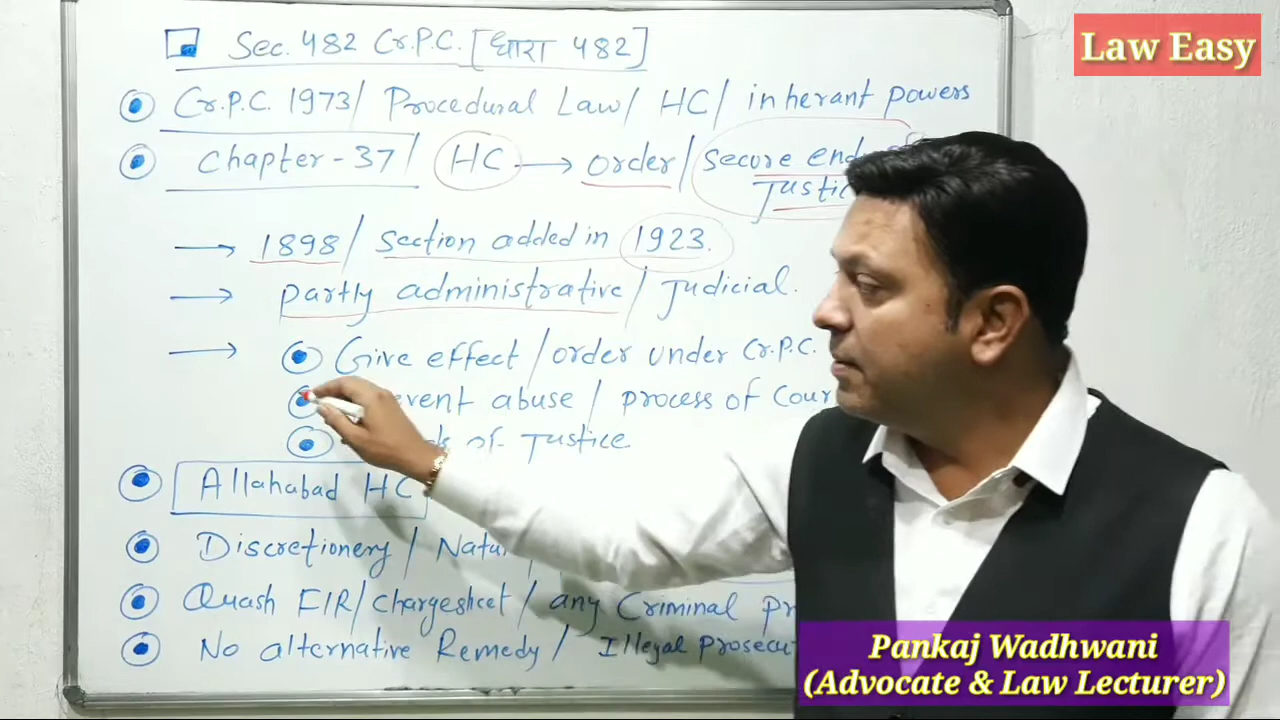 Sec. 482 Cr.P.C. [धारा 482]
Law Easy
Cr.P.C. 1973/ Procedural Law/ HC/ inherant powers
Chapter-37/ HC → order/ secure end
Justic
→ 1898/ section added in 1923.
→ Partly administrative/ Judicial.
→ Give effect/order under Cr.P.C.
event abuse/ process of Cour
of Justice
Allahabad HC
Discretionery/ Natu
Quash FIR/chargesheet/ any Criminal Pr
No alternative Remedy/ Illegal Prosecut
Pankaj Wadhwani
(Advocate & Law Lecturer)